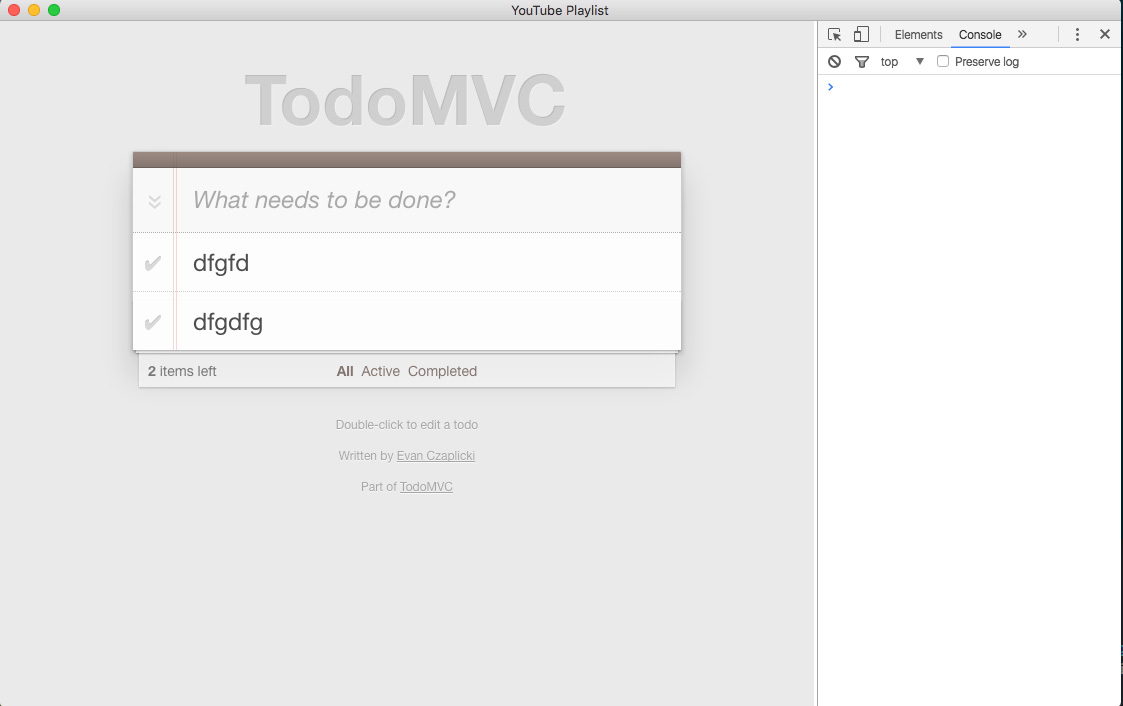 YouTube Playlist
Elements Console »
top ▼ Preserve log
›
TodoMVC
What needs to be done?
dfgfd
dfgdfg
2 items left All Active Completed
Double-click to edit a todo
Written by Evan Czaplicki
Part of TodoMVC